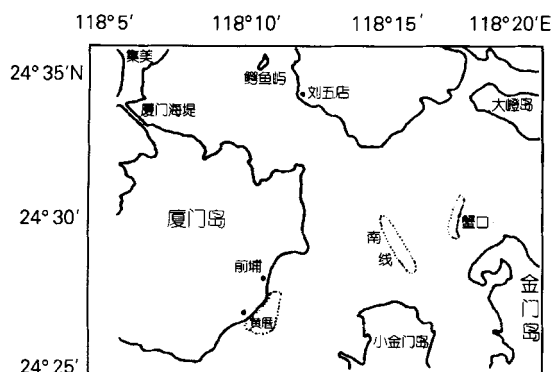 118°5′ 118°10′ 118°15′ 118°20′E
24°35′N
集美
鳄鱼屿
刘五店
大嶝岛
厦门海堤
24°30′
厦门岛
南线
蟹口
前埔
黄厝
金门岛
小金门岛
24°25′